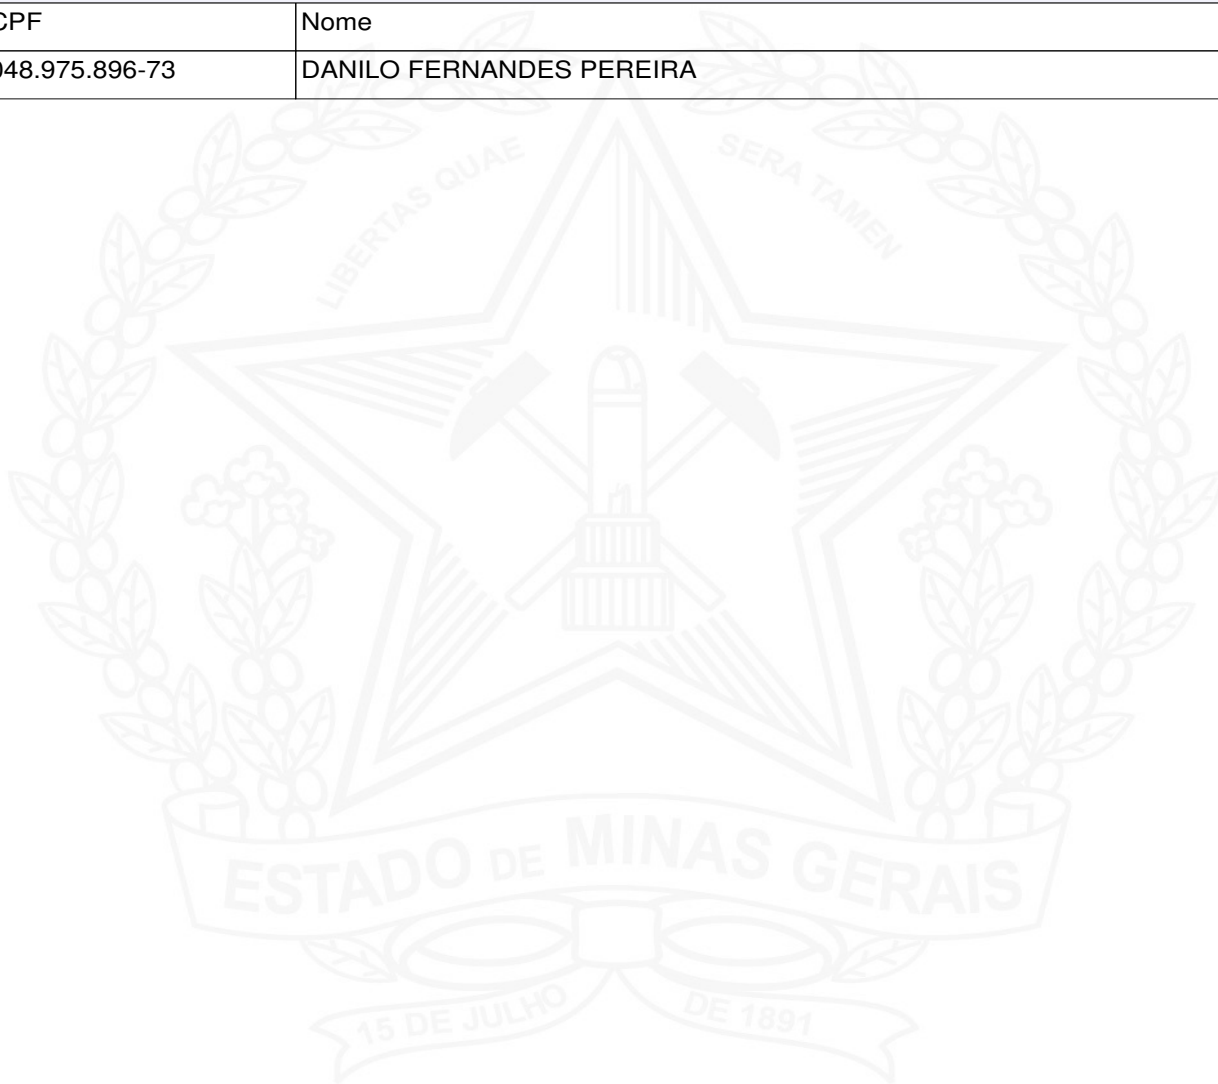 CPF Nome
048.975.896-73 DANILO FERNANDES PEREIRA
LIBERTAS QUAE SERA TAMEN
ESTADO DE MINAS GERAIS
15 DE JULHO DE 1891